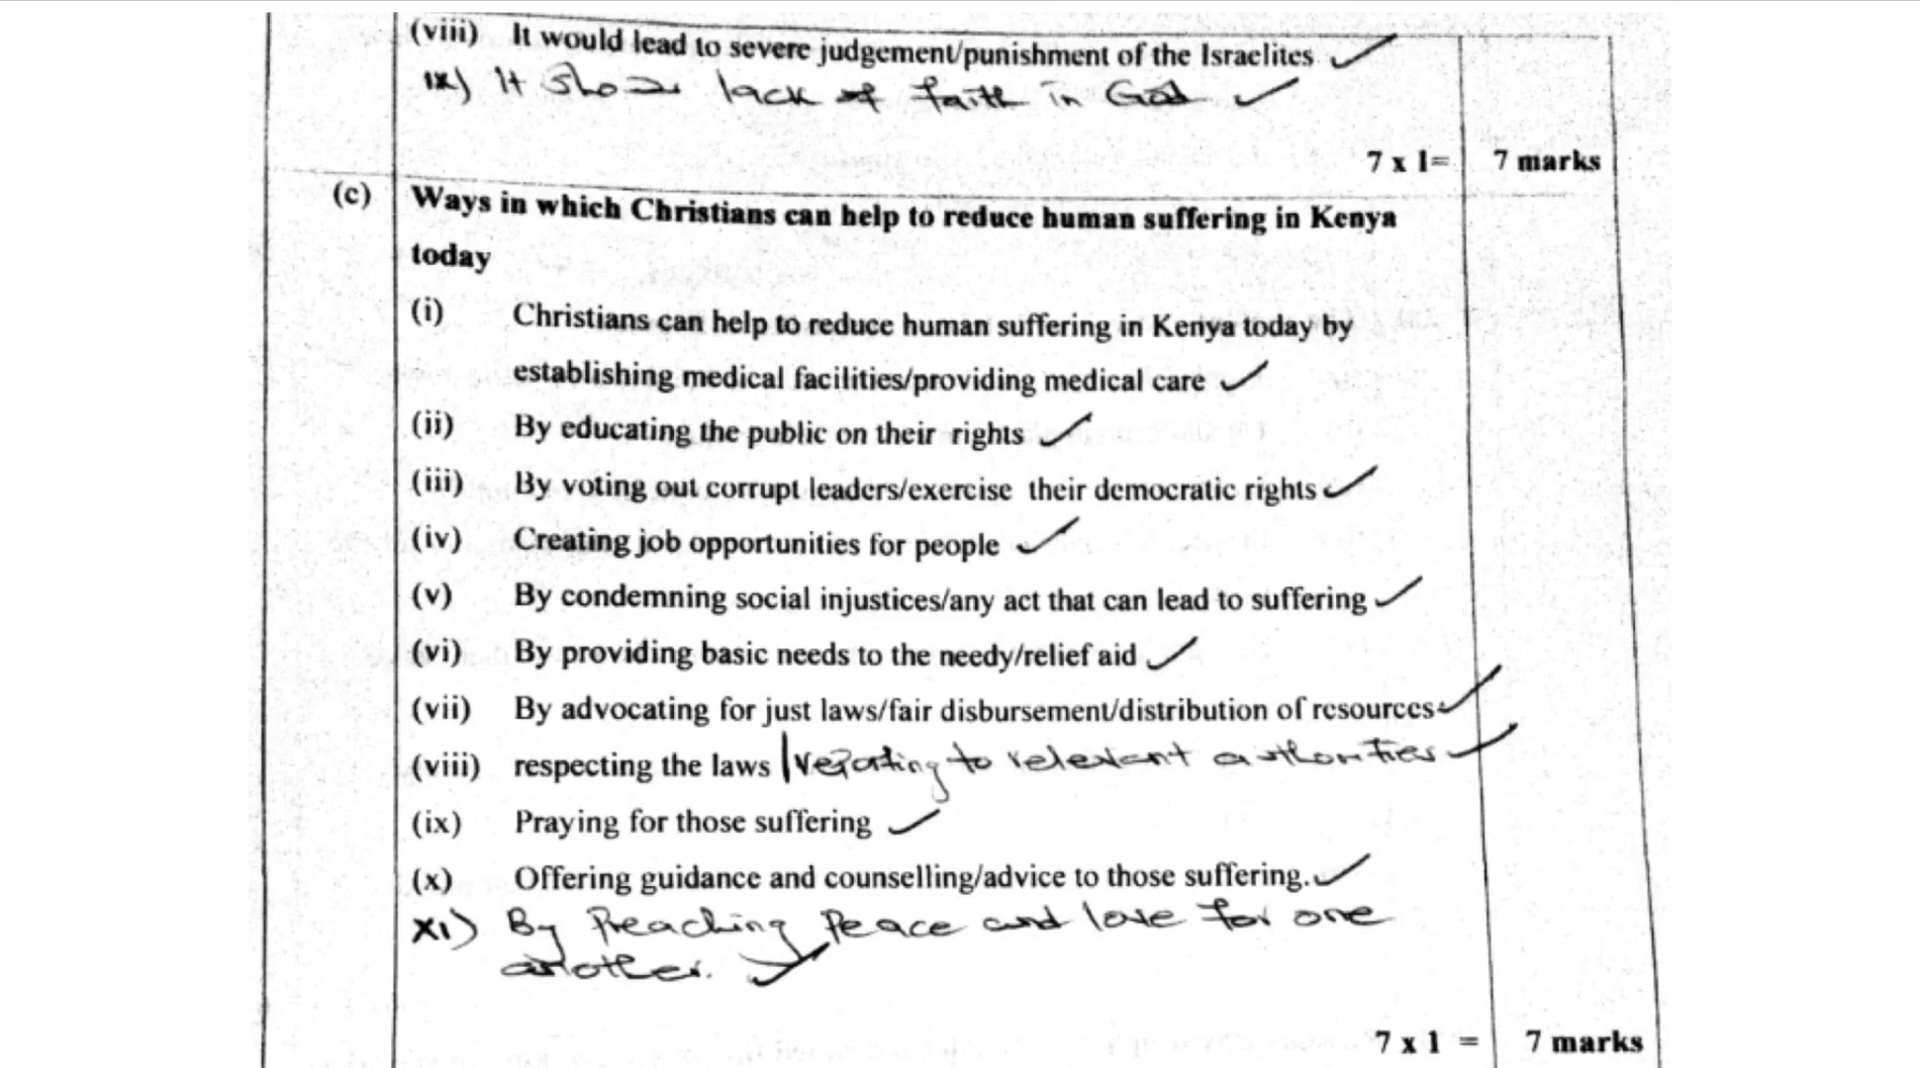 (viii) It would lead to severe judgement/punishment of the Israelites ✓
ix) It shows lack of faith in God ✓
7 x 1= 7 marks
(c) Ways in which Christians can help to reduce human suffering in Kenya
today
(i) Christians can help to reduce human suffering in Kenya today by
establishing medical facilities/providing medical care ✓
(ii) By educating the public on their rights ✓
(iii) By voting out corrupt leaders/exercise their democratic rights ✓
(iv) Creating job opportunities for people ✓
(v) By condemning social injustices/any act that can lead to suffering ✓
(vi) By providing basic needs to the needy/relief aid ✓
(vii) By advocating for just laws/fair disbursement/distribution of resources ✓
(viii) respecting the laws /reporting to relevant authorities ✓
(ix) Praying for those suffering ✓
(x) Offering guidance and counselling/advice to those suffering. ✓
XI) By Preaching Peace and love for one
another. ✓
7 x 1 = 7 marks